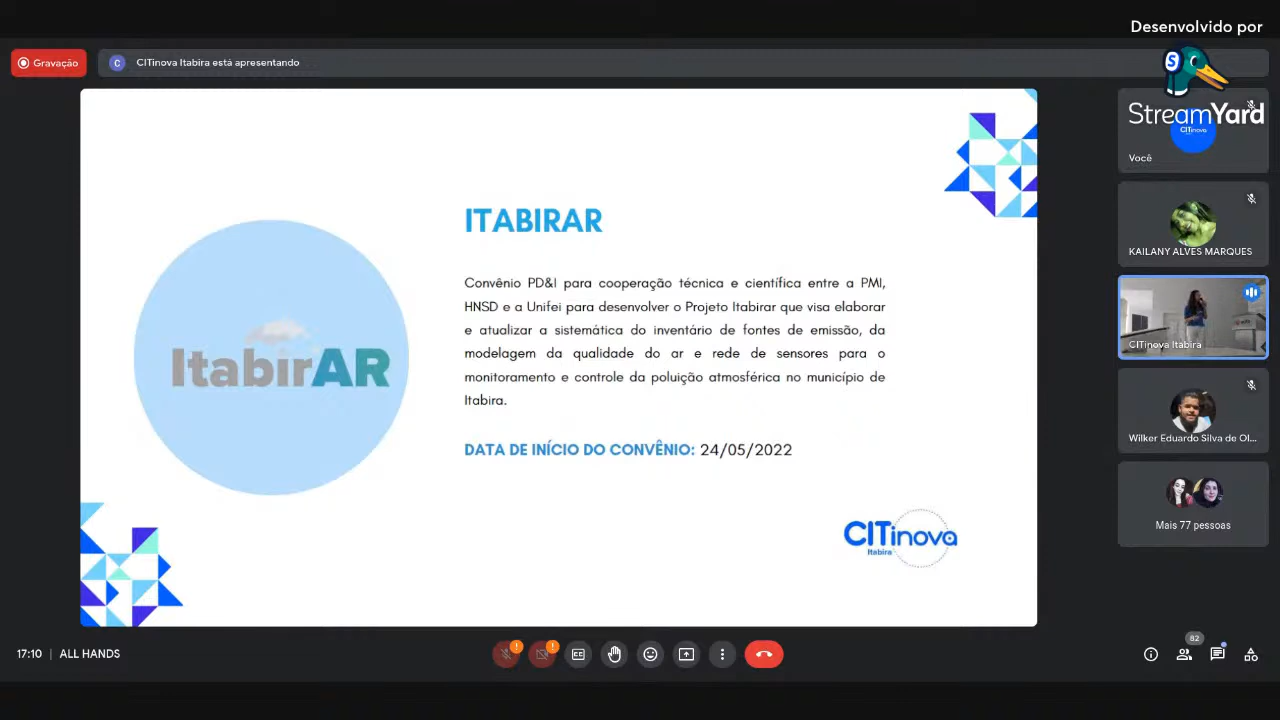 Desenvolvido por
StreamYard
Gravação
C
CITinova Itabira está apresentando
S
ITABIRAR
Convênio PD&I para cooperação técnica e científica entre a PMI,
HNSD e a Unifei para desenvolver o Projeto Itabirar que visa elaborar
e atualizar a sistemática do inventário de fontes de emissão, da
modelagem da qualidade do ar e rede de sensores para o
monitoramento e controle da poluição atmosférica no município de
Itabira.
DATA DE INÍCIO DO CONVÊNIO: 24/05/2022
ItabirAR
CITinova
Itabira
CITinova
Você
KAILANY ALVES MARQUES
CITinova Itabira
Wilker Eduardo Silva de Ol...
Mais 77 pessoas
17:10 | ALL HANDS
CC
82